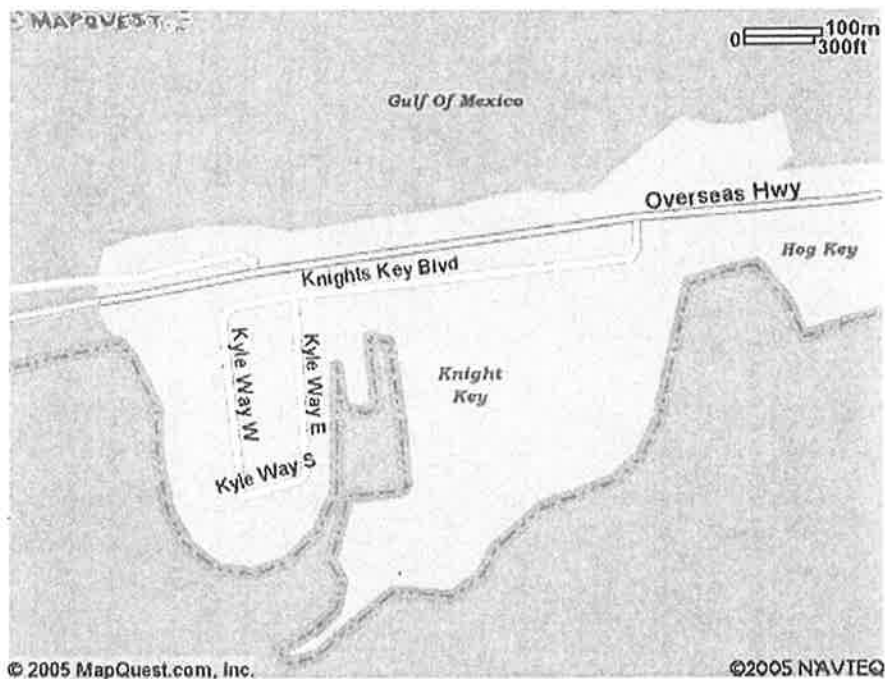 MAPQUEST.
0 100m
300ft
Gulf Of Mexico
Overseas Hwy
Hog Key
Knights Key Blvd
Kyle Way W
Kyle Way E
Knight
Key
Kyle Way S
© 2005 MapQuest.com, Inc.
©2005 NAVTEQ